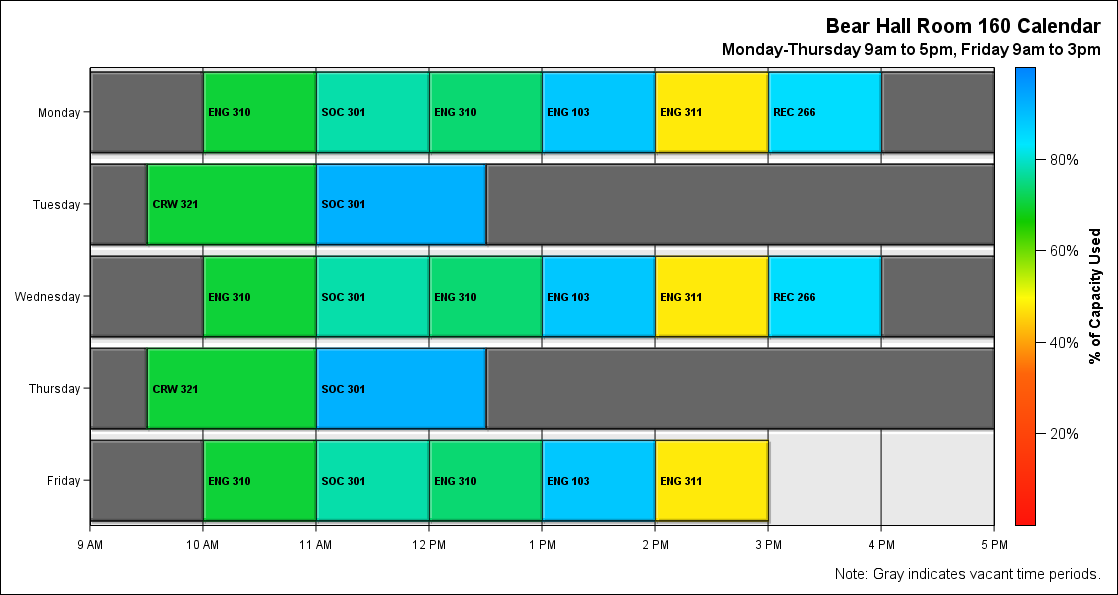 Bear Hall Room 160 Calendar
Monday-Thursday 9am to 5pm, Friday 9am to 3pm
Monday
ENG 310
SOC 301
ENG 310
ENG 103
ENG 311
REC 266
Tuesday
CRW 321
SOC 301
Wednesday
ENG 310
SOC 301
ENG 310
ENG 103
ENG 311
REC 266
Thursday
CRW 321
SOC 301
Friday
ENG 310
SOC 301
ENG 310
ENG 103
ENG 311
9 AM
10 AM
11 AM
12 PM
1 PM
2 PM
3 PM
4 PM
5 PM
80%
60%
40%
20%
% of Capacity Used
Note: Gray indicates vacant time periods.